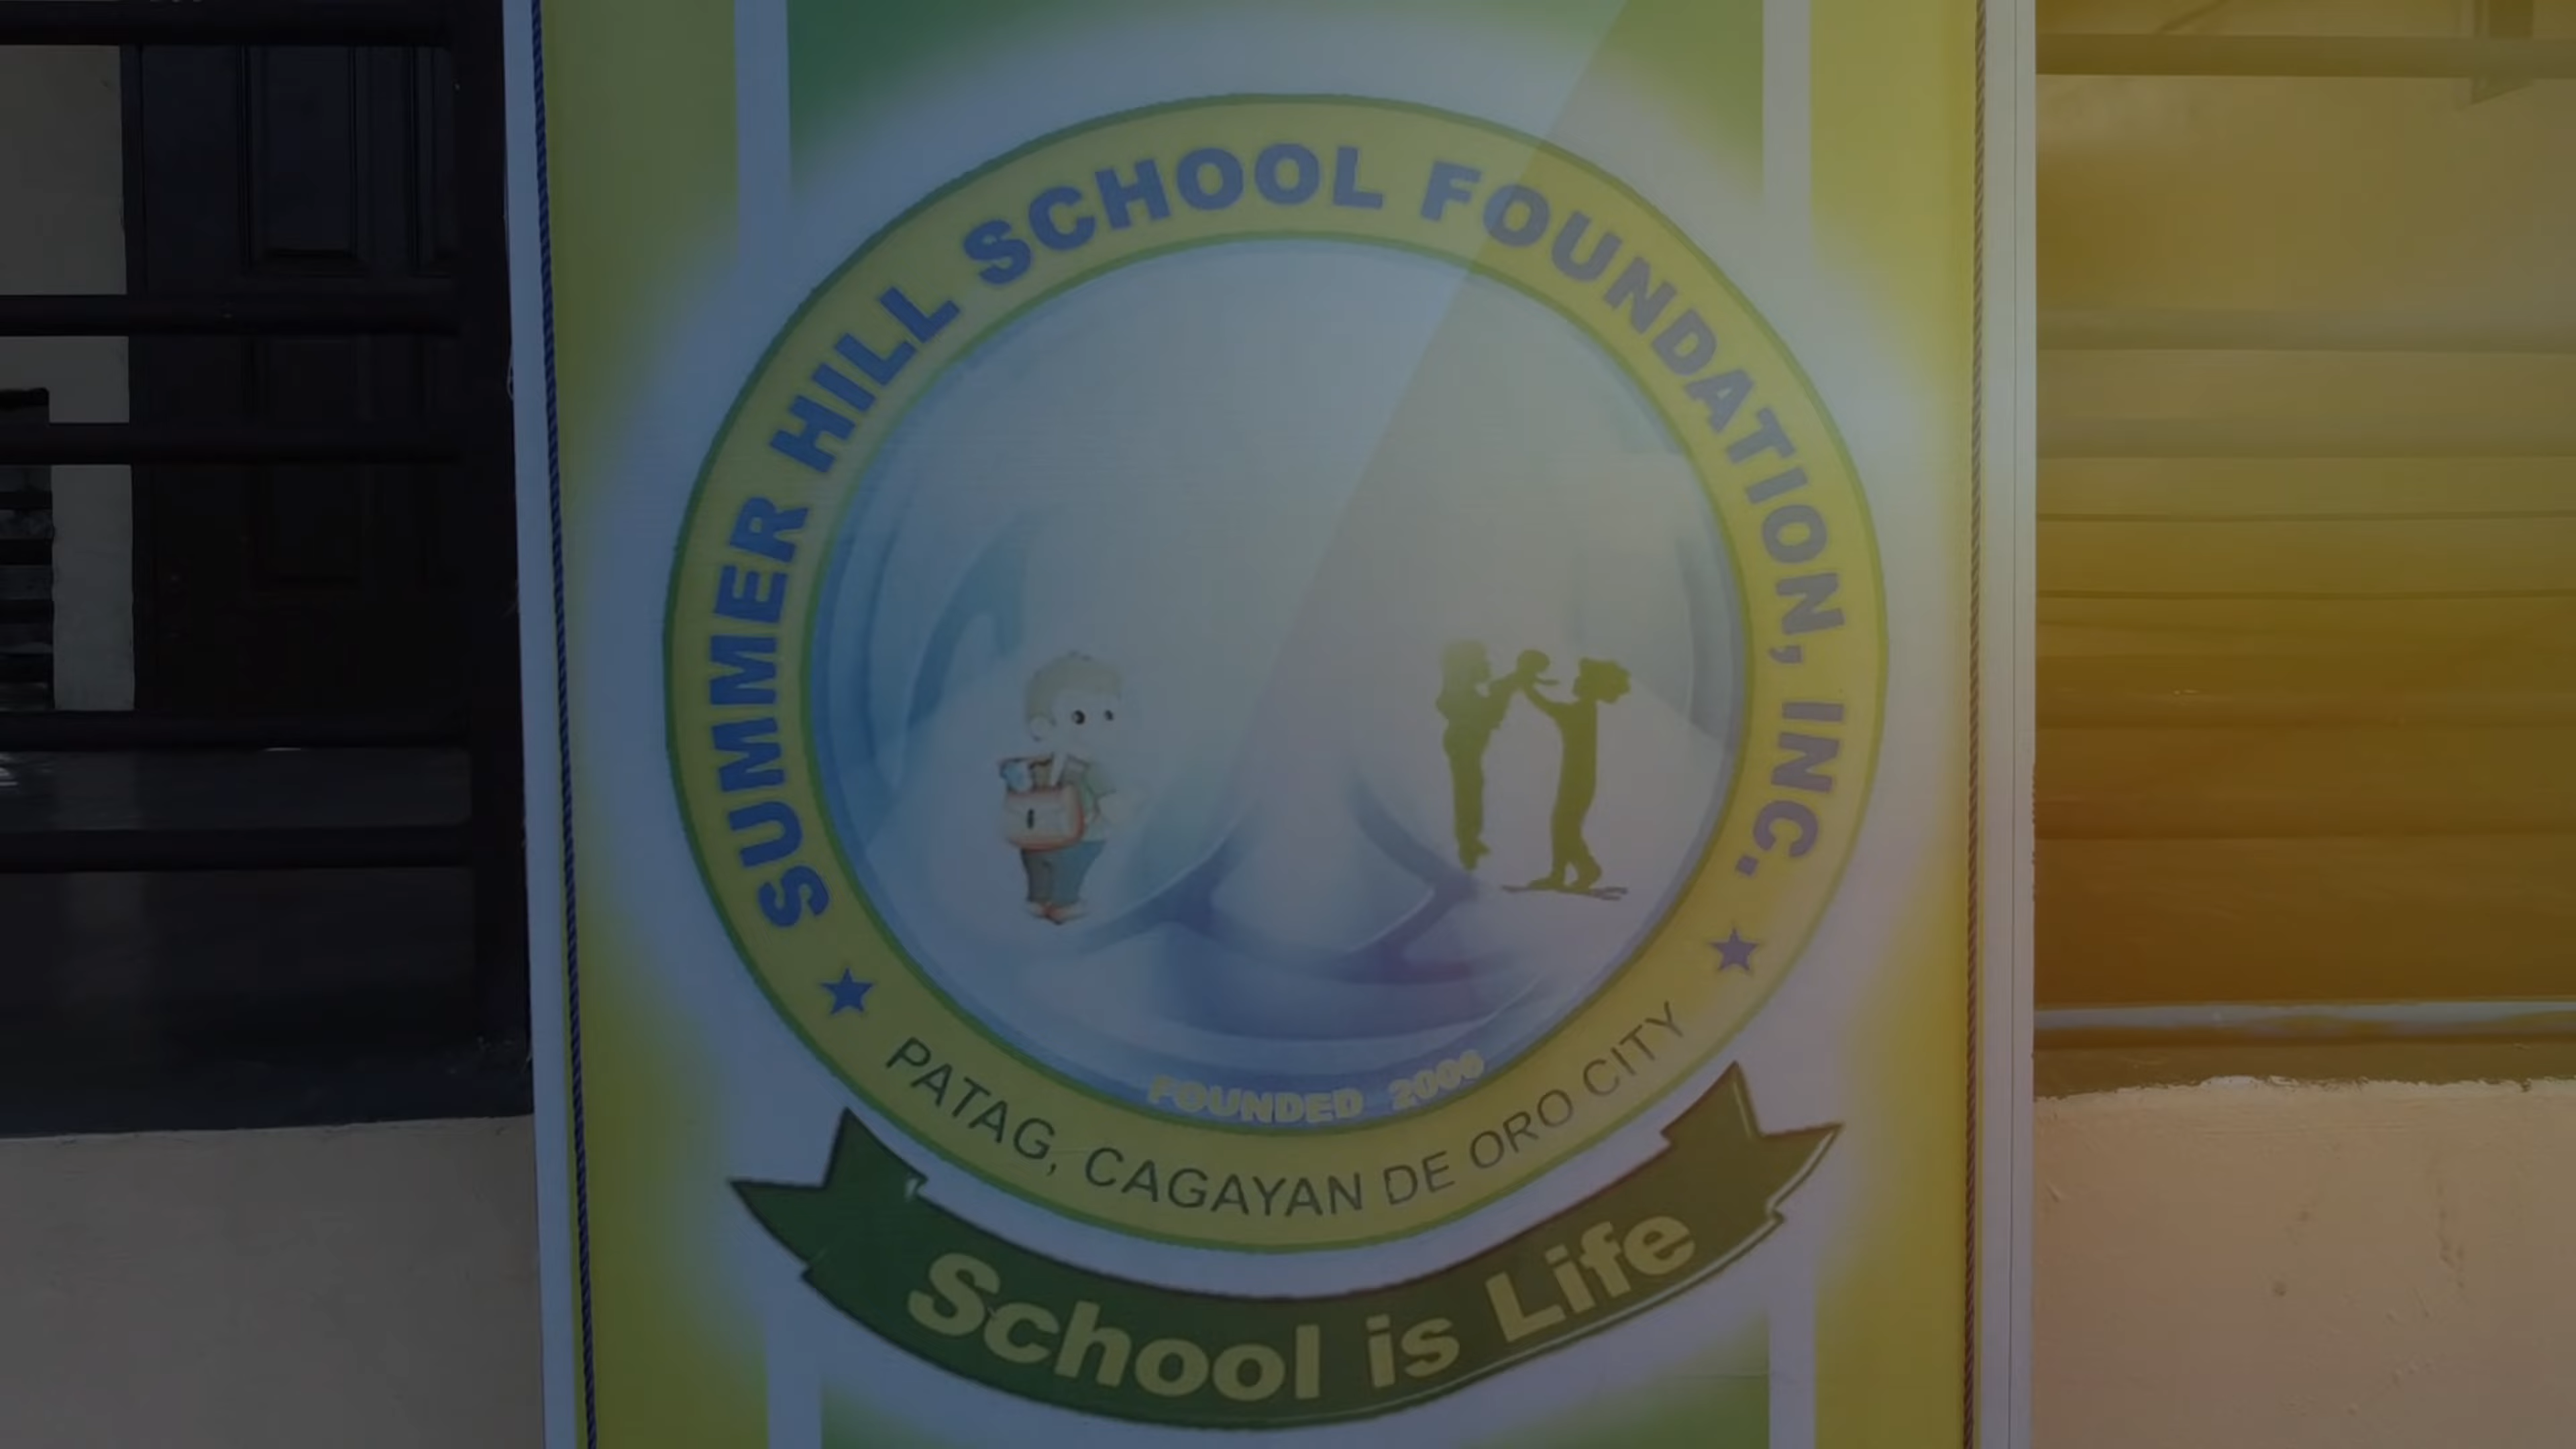 SUMMER HILL SCHOOL FOUNDATION, INC.
FOUNDED 2006
PATAG, CAGAYAN DE ORO CITY
School is Life